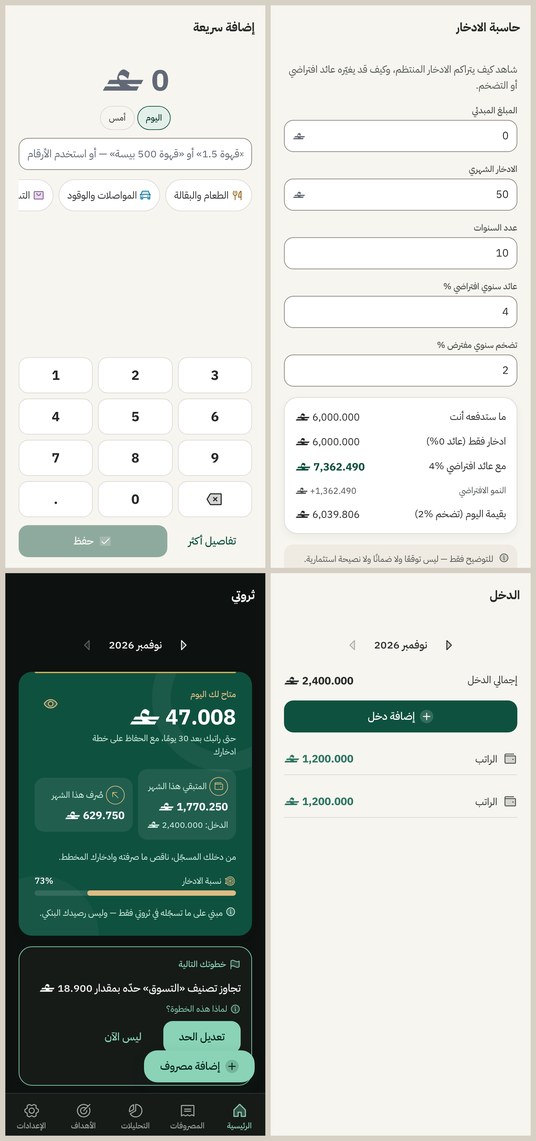 حاسبة الادخار
شاهد كيف يتراكم الادخار المنتظم، وكيف قد يغيّره عائد افتراضي
أو التضخم.
المبلغ المبدئي
0
الادخار الشهري
50
عدد السنوات
10
عائد سنوي افتراضي %
4
تضخم سنوي مفترض %
2
ما ستدفعه أنت 6,000.000
ادخار فقط (عائد 0%) 6,000.000
مع عائد افتراضي 4% 7,362.490
النمو الافتراضي +1,362.490
بقيمة اليوم (تضخم 2%) 6,039.806
للتوضيح فقط — ليس توقعًا ولا ضمانًا ولا نصيحة استثمارية.
إضافة سريعة
0
اليوم أمس
«قهوة 1.5» أو «قهوة 500 بيسة» — أو استخدم الأرقام
الطعام والبقالة المواصلات والوقود
1 2 3
4 5 6
7 8 9
. 0
تفاصيل أكثر حفظ
الدخل
نوفمبر 2026
إجمالي الدخل 2,400.000
إضافة دخل
الراتب 1,200.000
الراتب 1,200.000
ثروتي
نوفمبر 2026
متاح لك اليوم
47.008
حتى راتبك بعد 30 يومًا، مع الحفاظ على خطة
ادخارك
المتبقي هذا الشهر
1,770.250
الدخل: 2,400.000
صُرف هذا الشهر
629.750
من دخلك المسجّل، ناقص ما صرفته وادخارك المخطط.
نسبة الادخار 73%
مبني على ما تسجّله في ثروتي فقط — وليس رصيدك البنكي.
خطوتك التالية
تجاوز تصنيف «التسوق» حدّه بمقدار 18.900
لماذا هذه الخطوة؟
تعديل الحد ليس الآن
إضافة مصروف
الرئيسية المصروفات التحليلات الأهداف الإعدادات